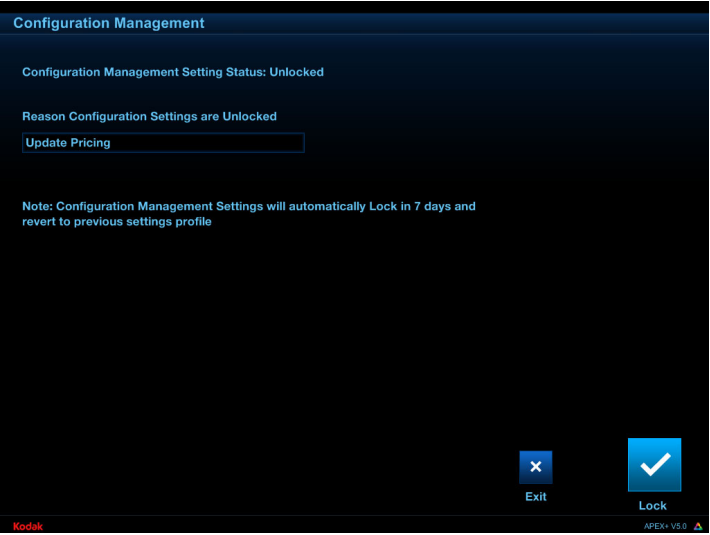 Configuration Management
Configuration Management Setting Status: Unlocked
Reason Configuration Settings are Unlocked
Update Pricing
Note: Configuration Management Settings will automatically Lock in 7 days and
revert to previous settings profile
Exit
Lock
Kodak
APEX+ V5.0